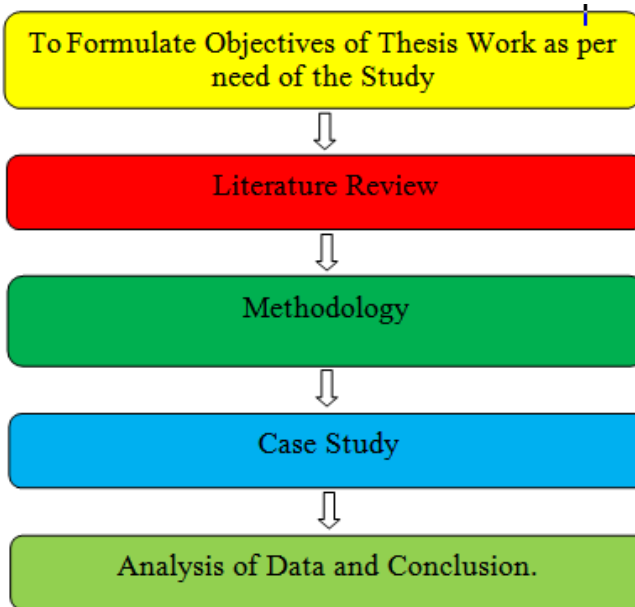 To Formulate Objectives of Thesis Work as per
need of the Study
Literature Review
Methodology
Case Study
Analysis of Data and Conclusion.